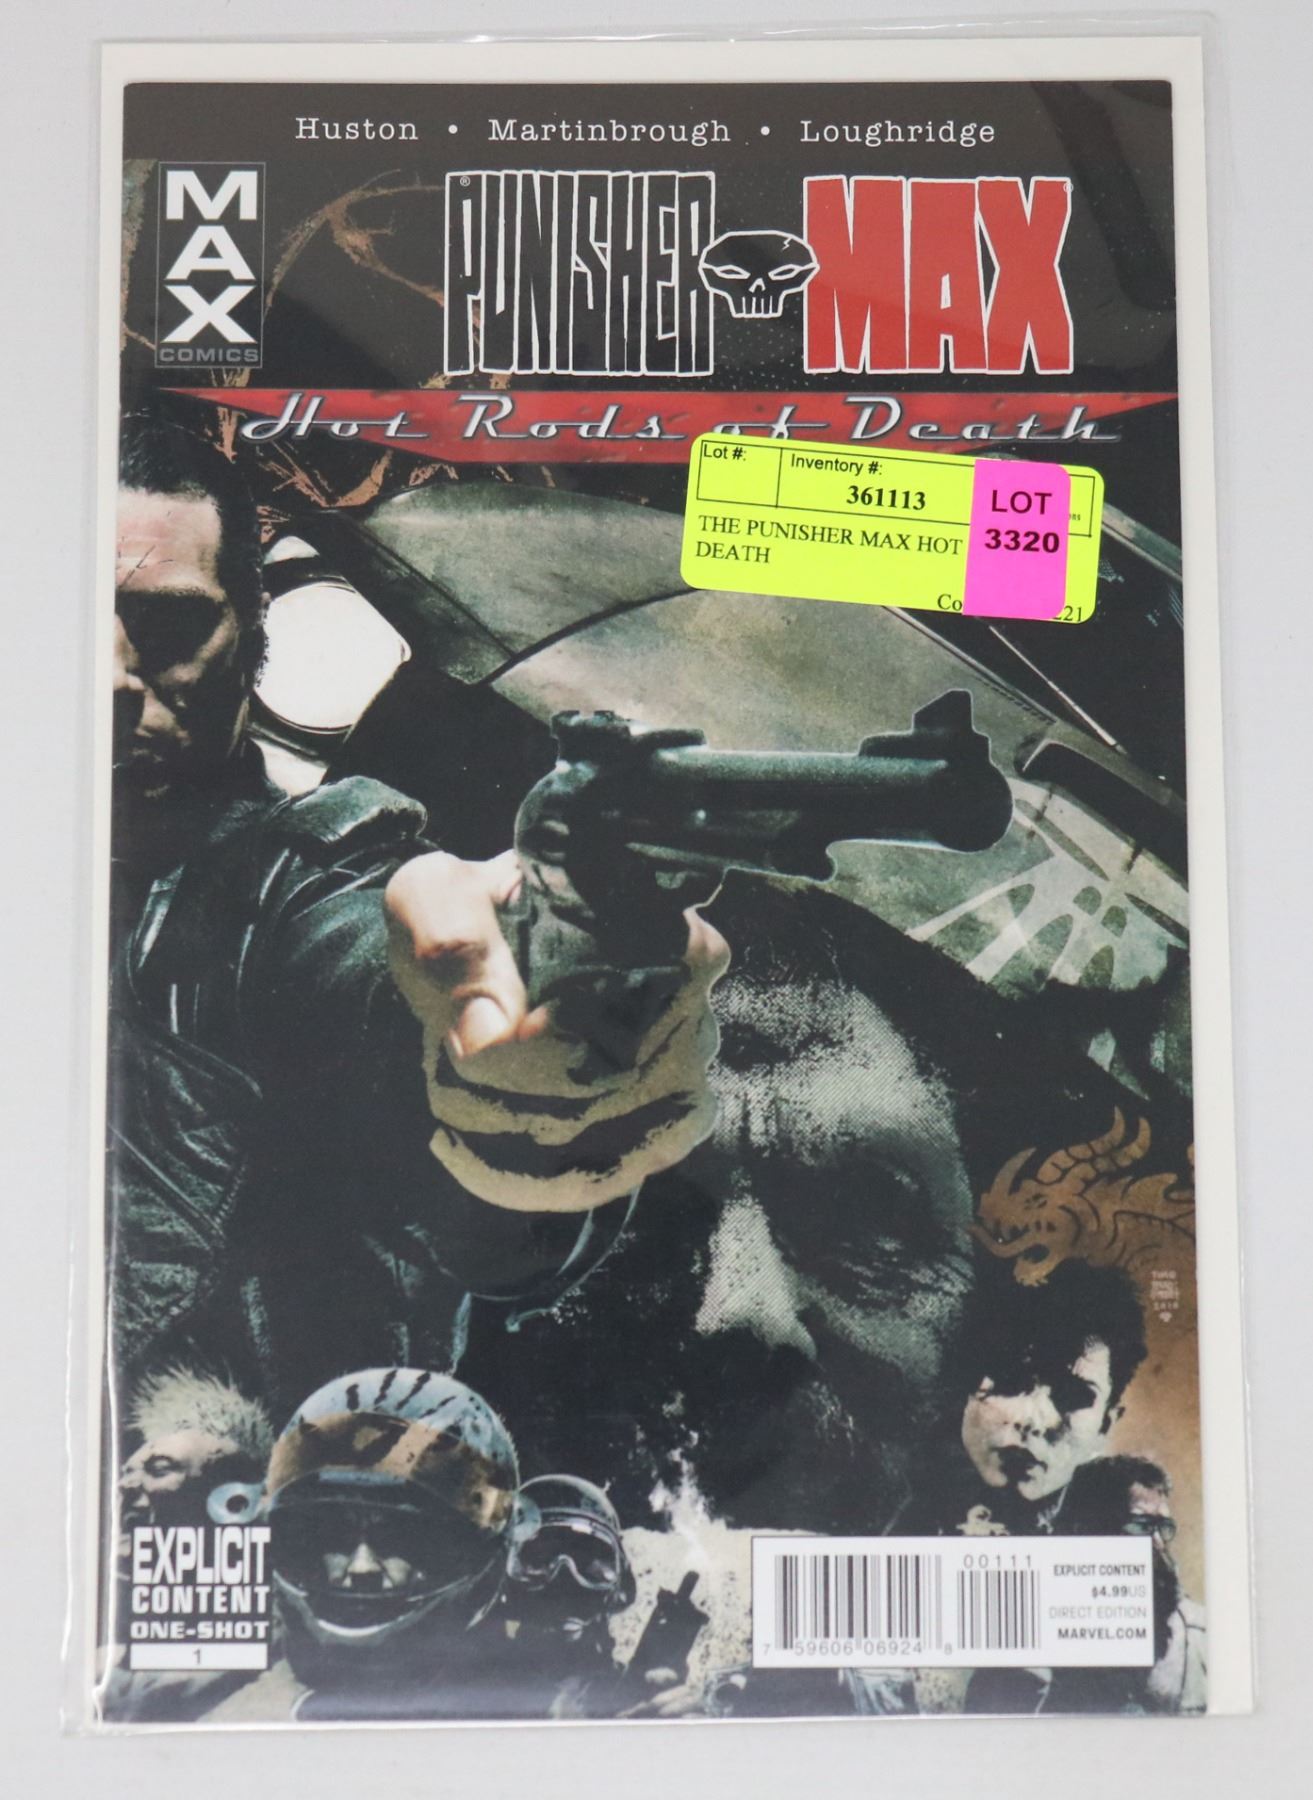 Huston • Martinbrough • Loughridge
MAX
COMICS
PUNISHER MAX
Hot Rods of Death
Lot #:
Inventory #:
361113
THE PUNISHER MAX HOT
DEATH
Co
221
LOT
3320
EXPLICIT
CONTENT
ONE-SHOT
1
00111
7 59606 06924 8
EXPLICIT CONTENT
$4.99US
DIRECT EDITION
MARVEL.COM